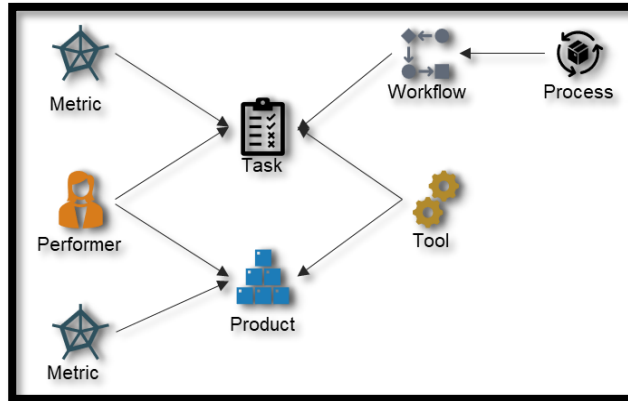 Metric
Workflow
Process
Task
Performer
Tool
Product
Metric